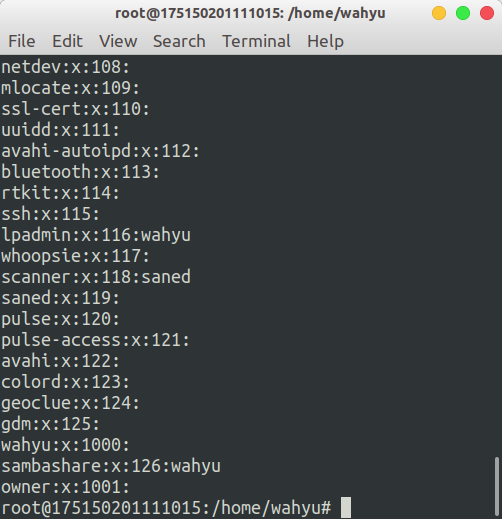 root@175150201111015: /home/wahyu
File Edit View Search Terminal Help
netdev:x:108:
mlocate:x:109:
ssl-cert:x:110:
uuidd:x:111:
avahi-autoipd:x:112:
bluetooth:x:113:
rtkit:x:114:
ssh:x:115:
lpadmin:x:116:wahyu
whoopsie:x:117:
scanner:x:118:saned
saned:x:119:
pulse:x:120:
pulse-access:x:121:
avahi:x:122:
colord:x:123:
geoclue:x:124:
gdm:x:125:
wahyu:x:1000:
sambashare:x:126:wahyu
owner:x:1001:
root@175150201111015:/home/wahyu#